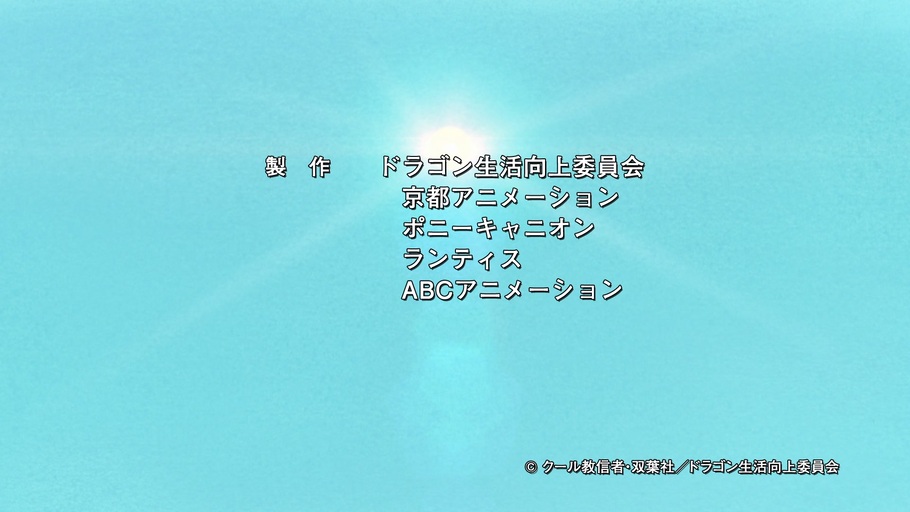 製　作　　ドラゴン生活向上委員会
京都アニメーション
ポニーキャニオン
ランティス
ABCアニメーション
© クール教信者・双葉社／ドラゴン生活向上委員会